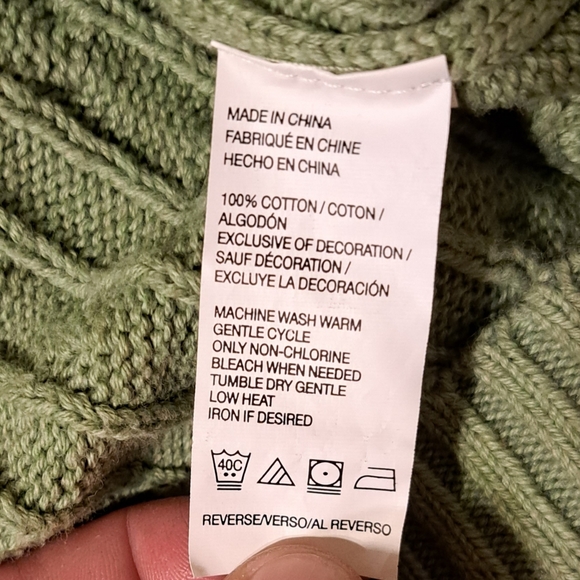 MADE IN CHINA
FABRIQUÉ EN CHINE
HECHO EN CHINA
100% COTTON / COTON /
ALGODÓN
EXCLUSIVE OF DECORATION /
SAUF DÉCORATION /
EXCLUYE LA DECORACIÓN
MACHINE WASH WARM
GENTLE CYCLE
ONLY NON-CHLORINE
BLEACH WHEN NEEDED
TUMBLE DRY GENTLE
LOW HEAT
IRON IF DESIRED
40C
REVERSE/VERSO/AL REVERSO